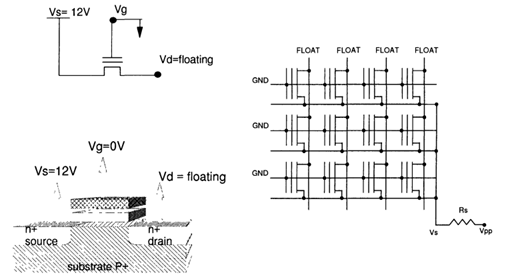 Vs= 12V
Vg
Vd=floating
Vg=0V
Vs=12V
Vd = floating
n+
source
n+
drain
substrate P+
FLOAT FLOAT FLOAT FLOAT
GND
GND
GND
Rs
Vs
Vpp